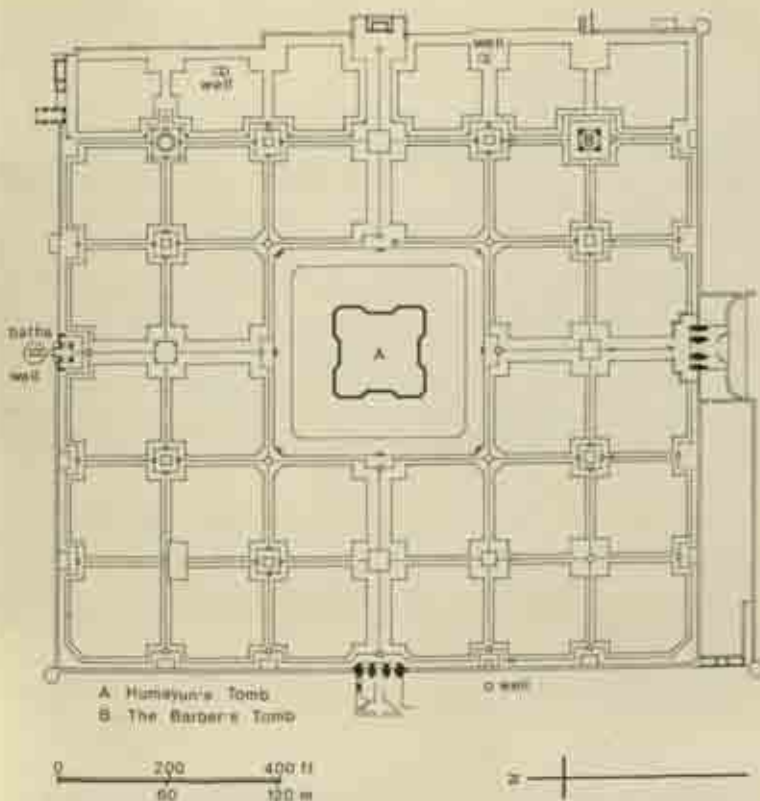 well
well
B
baths
well
A
A Humayun's Tomb
B The Barber's Tomb
o well
0 200 400 ft
60 120 m